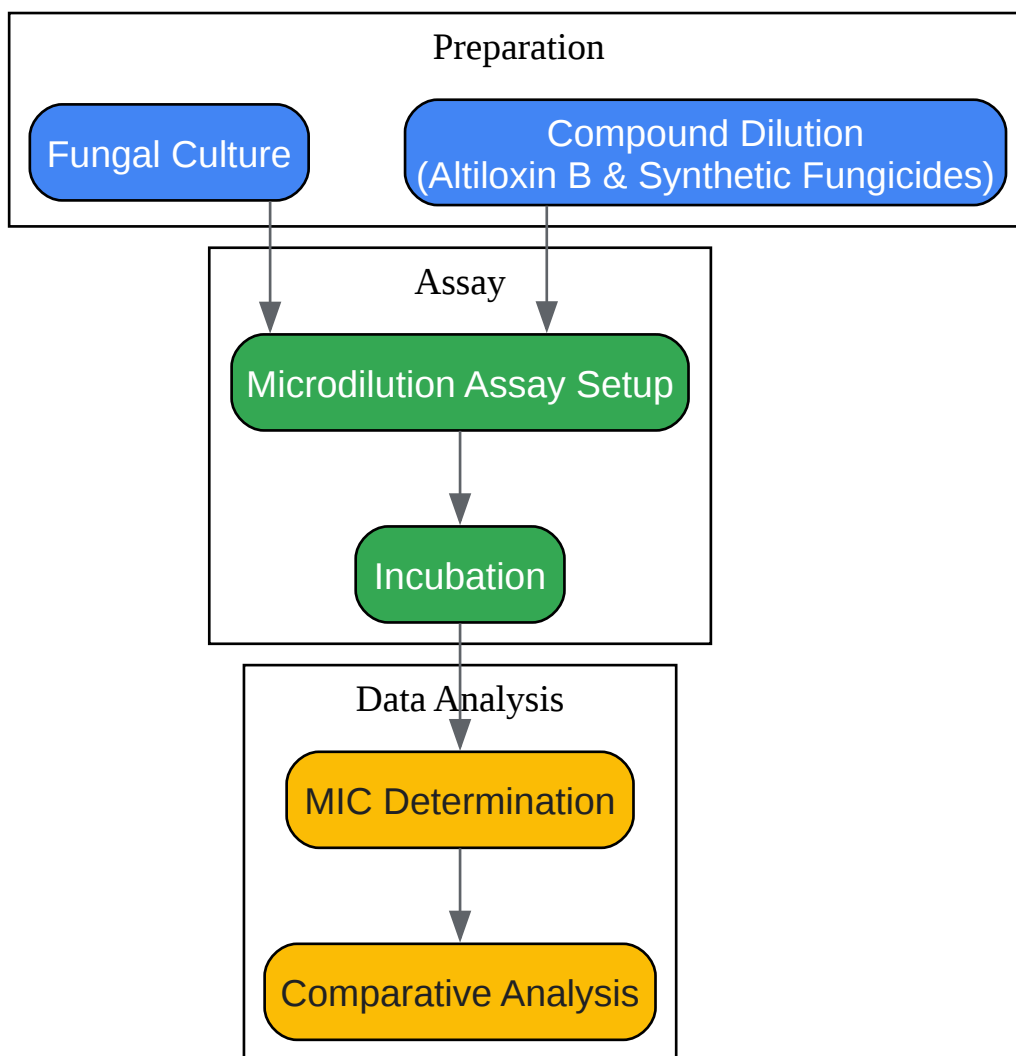 Preparation
Fungal Culture
Compound Dilution
(Altiloxin B & Synthetic Fungicides)
Assay
Microdilution Assay Setup
Incubation
Data Analysis
MIC Determination
Comparative Analysis